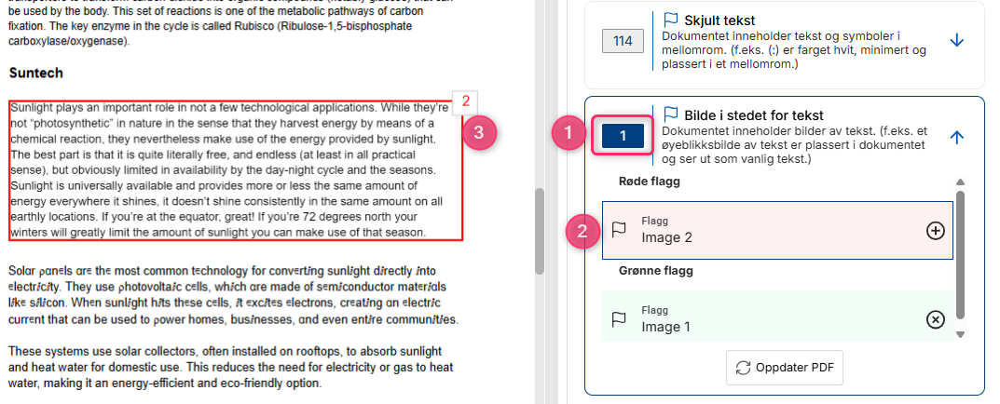 transporters to transform carbon dioxide into organic compounds (notably glucose) that can
be used by the body. This set of reactions is one of the metabolic pathways of carbon
fixation. The key enzyme in the cycle is called Rubisco (Ribulose-1,5-bisphosphate
carboxylase/oxygenase).
Suntech
2
Sunlight plays an important role in not a few technological applications. While they're
not “photosynthetic” in nature in the sense that they harvest energy by means of a
chemical reaction, they nevertheless make use of the energy provided by sunlight.
The best part is that it is quite literally free, and endless (at least in all practical
sense), but obviously limited in availability by the day-night cycle and the seasons.
Sunlight is universally available and provides more or less the same amount of
energy everywhere it shines, it doesn't shine consistently in the same amount on all
earthly locations. If you're at the equator, great! If you're 72 degrees north your
winters will greatly limit the amount of sunlight you can make use of that season.
3
Solar panels are the most common technology for converting sunlight directly into
electricity. They use photovoltaic cells, which are made of semiconductor materials
like silicon. When sunlight hits these cells, it excites electrons, creating an electric
current that can be used to power homes, businesses, and even entire communities.
These systems use solar collectors, often installed on rooftops, to absorb sunlight
and heat water for domestic use. This reduces the need for electricity or gas to heat
water, making it an energy-efficient and eco-friendly option.
114
Skjult tekst
Dokumentet inneholder tekst og symboler i
mellomrom. (f.eks. (:) er farget hvit, minimert og
plassert i et mellomrom.)
1
1
Bilde i stedet for tekst
Dokumentet inneholder bilder av tekst. (f.eks. et
øyeblikksbilde av tekst er plassert i dokumentet
og ser ut som vanlig tekst.)
Røde flagg
2
Flagg
Image 2
Grønne flagg
Flagg
Image 1
Oppdater PDF